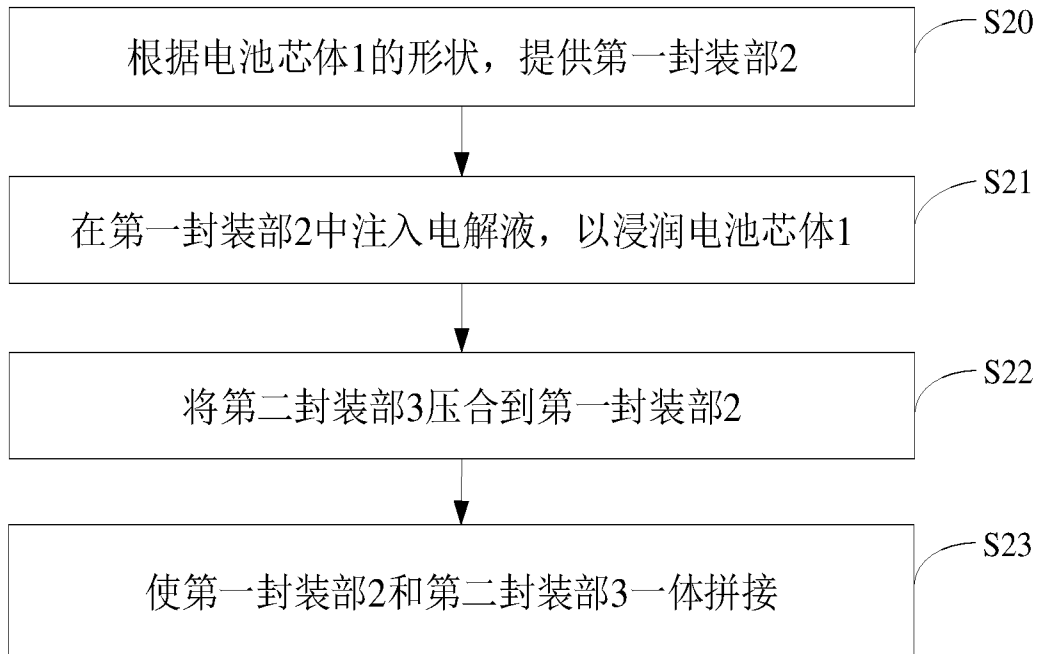 根据电池芯体1的形状，提供第一封装部2
S20
在第一封装部2中注入电解液，以浸润电池芯体1
S21
将第二封装部3压合到第一封装部2
S22
使第一封装部2和第二封装部3一体拼接
S23